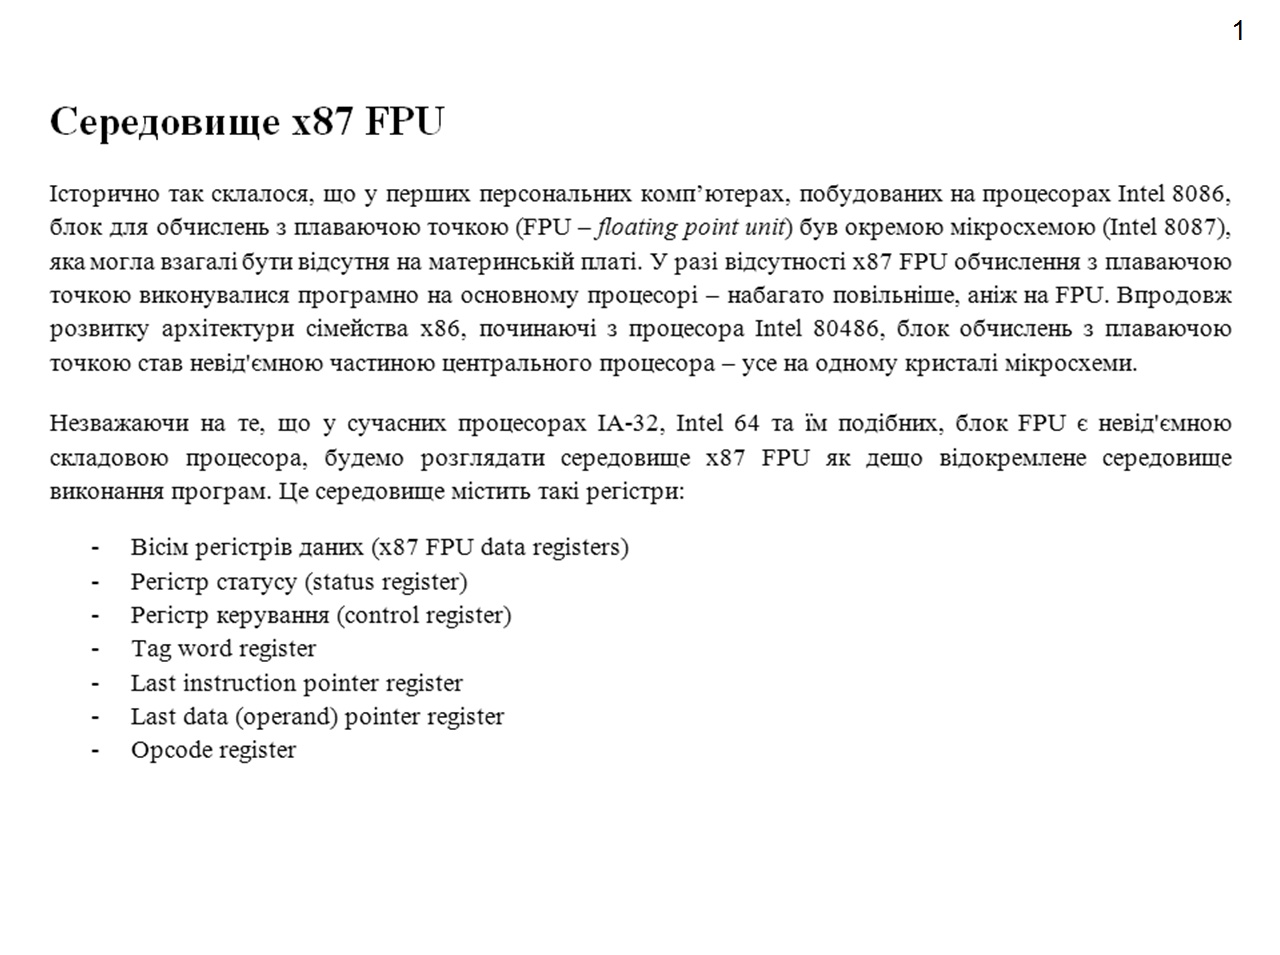 1
Середовище x87 FPU
Історично так склалося, що у перших персональних комп’ютерах, побудованих на процесорах Intel 8086,
блок для обчислень з плаваючою точкою (FPU – floating point unit) був окремою мікросхемою (Intel 8087),
яка могла взагалі бути відсутня на материнській платі. У разі відсутності x87 FPU обчислення з плаваючою
точкою виконувалися програмно на основному процесорі – набагато повільніше, аніж на FPU. Впродовж
розвитку архітектури сімейства x86, починаючі з процесора Intel 80486, блок обчислень з плаваючою
точкою став невід'ємною частиною центрального процесора – усе на одному кристалі мікросхеми.
Незважаючи на те, що у сучасних процесорах IA-32, Intel 64 та їм подібних, блок FPU є невід'ємною
складовою процесора, будемо розглядати середовище x87 FPU як дещо відокремлене середовище
виконання програм. Це середовище містить такі регістри:
- Вісім регістрів даних (x87 FPU data registers)
- Регістр статусу (status register)
- Регістр керування (control register)
- Tag word register
- Last instruction pointer register
- Last data (operand) pointer register
- Opcode register